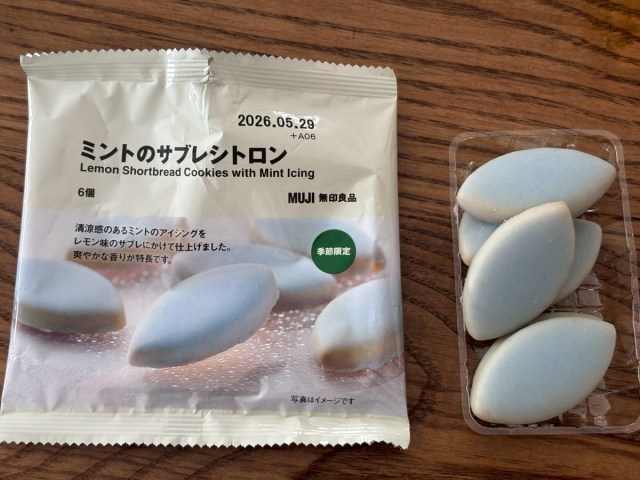 2026.05.29
+A06
ミントのサブレシトロン
Lemon Shortbread Cookies with Mint Icing
6個
MUJI 無印良品
清涼感のあるミントのアイシングを
レモン味のサブレにかけて仕上げました。
爽やかな香りが特長です。
季節限定
写真はイメージです